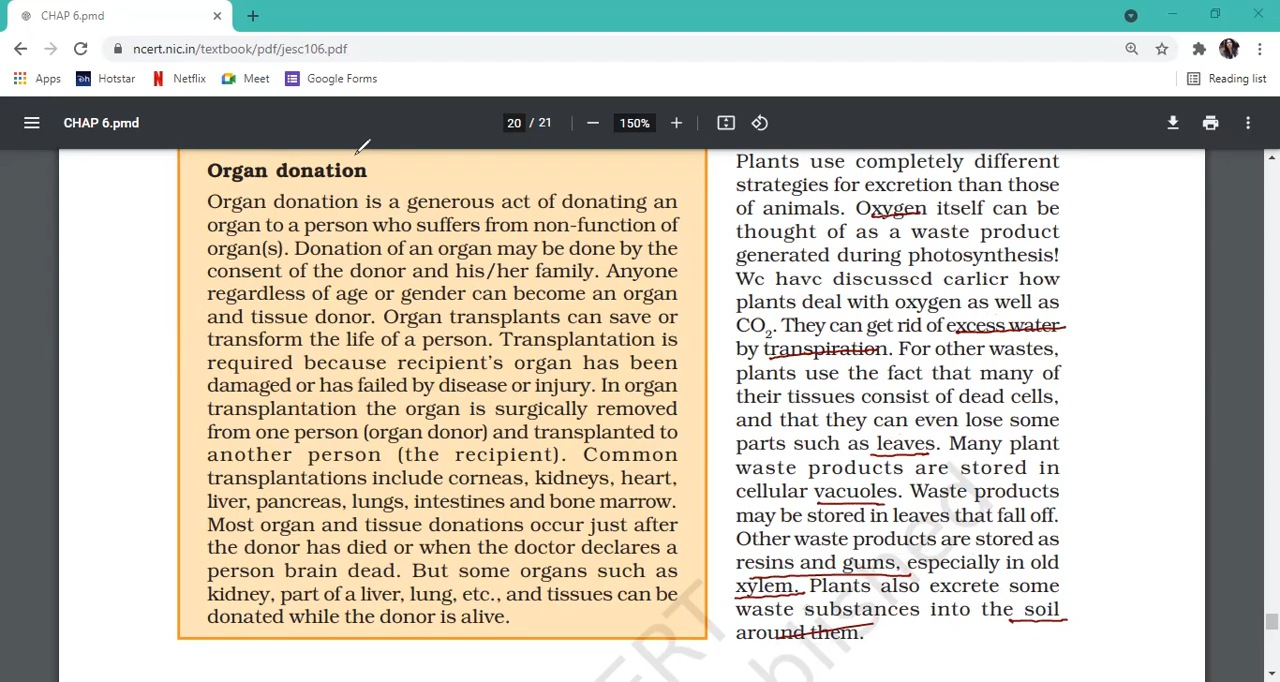 CHAP 6.pmd
ncert.nic.in/textbook/pdf/jesc106.pdf
Apps Hotstar Netflix Meet Google Forms Reading list
CHAP 6.pmd 20 / 21 150%
Organ donation
Organ donation is a generous act of donating an
organ to a person who suffers from non-function of
organ(s). Donation of an organ may be done by the
consent of the donor and his/her family. Anyone
regardless of age or gender can become an organ
and tissue donor. Organ transplants can save or
transform the life of a person. Transplantation is
required because recipient's organ has been
damaged or has failed by disease or injury. In organ
transplantation the organ is surgically removed
from one person (organ donor) and transplanted to
another person (the recipient). Common
transplantations include corneas, kidneys, heart,
liver, pancreas, lungs, intestines and bone marrow.
Most organ and tissue donations occur just after
the donor has died or when the doctor declares a
person brain dead. But some organs such as
kidney, part of a liver, lung, etc., and tissues can be
donated while the donor is alive.
Plants use completely different
strategies for excretion than those
of animals. Oxygen itself can be
thought of as a waste product
generated during photosynthesis!
We have discussed earlier how
plants deal with oxygen as well as
CO2. They can get rid of excess water
by transpiration. For other wastes,
plants use the fact that many of
their tissues consist of dead cells,
and that they can even lose some
parts such as leaves. Many plant
waste products are stored in
cellular vacuoles. Waste products
may be stored in leaves that fall off.
Other waste products are stored as
resins and gums, especially in old
xylem. Plants also excrete some
waste substances into the soil
around them.